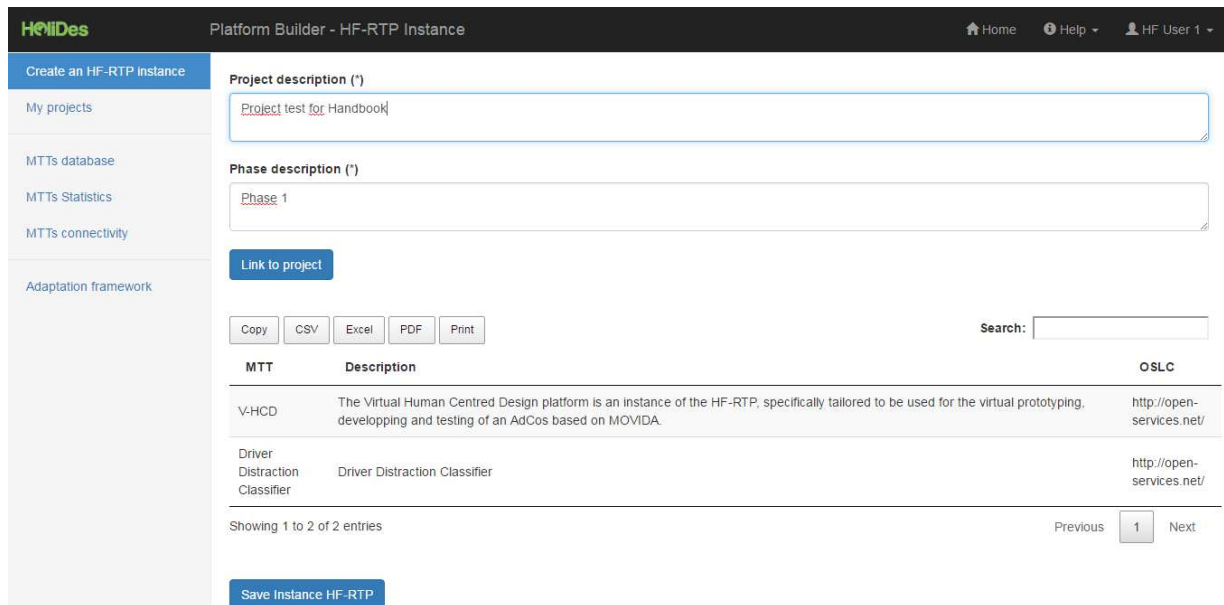 HoliDes Platform Builder - HF-RTP Instance Home Help HF User 1
Create an HF-RTP instance
My projects
MTTs database
MTTs Statistics
MTTs connectivity
Adaptation framework
Project description (*)
Project test for Handbook
Phase description (*)
Phase 1
Link to project
Copy CSV Excel PDF Print Search:
MTT Description OSLC
V-HCD
The Virtual Human Centred Design platform is an instance of the HF-RTP, specifically tailored to be used for the virtual prototyping,
developping and testing of an AdCos based on MOVIDA.
http://open-
services.net/
Driver
Distraction
Classifier
Driver Distraction Classifier
http://open-
services.net/
Showing 1 to 2 of 2 entries Previous 1 Next
Save Instance HF-RTP